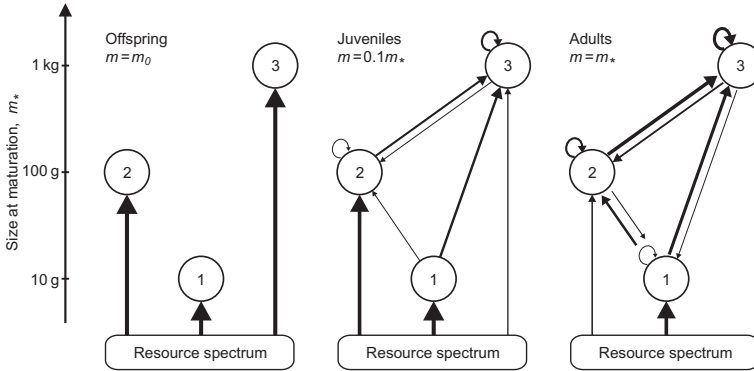 Size at maturation, m*
1 kg
100 g
10 g
Offspring
m = m0
3
2
1
Resource spectrum
Juveniles
m = 0.1m*
3
2
1
Resource spectrum
Adults
m = m*
3
2
1
Resource spectrum